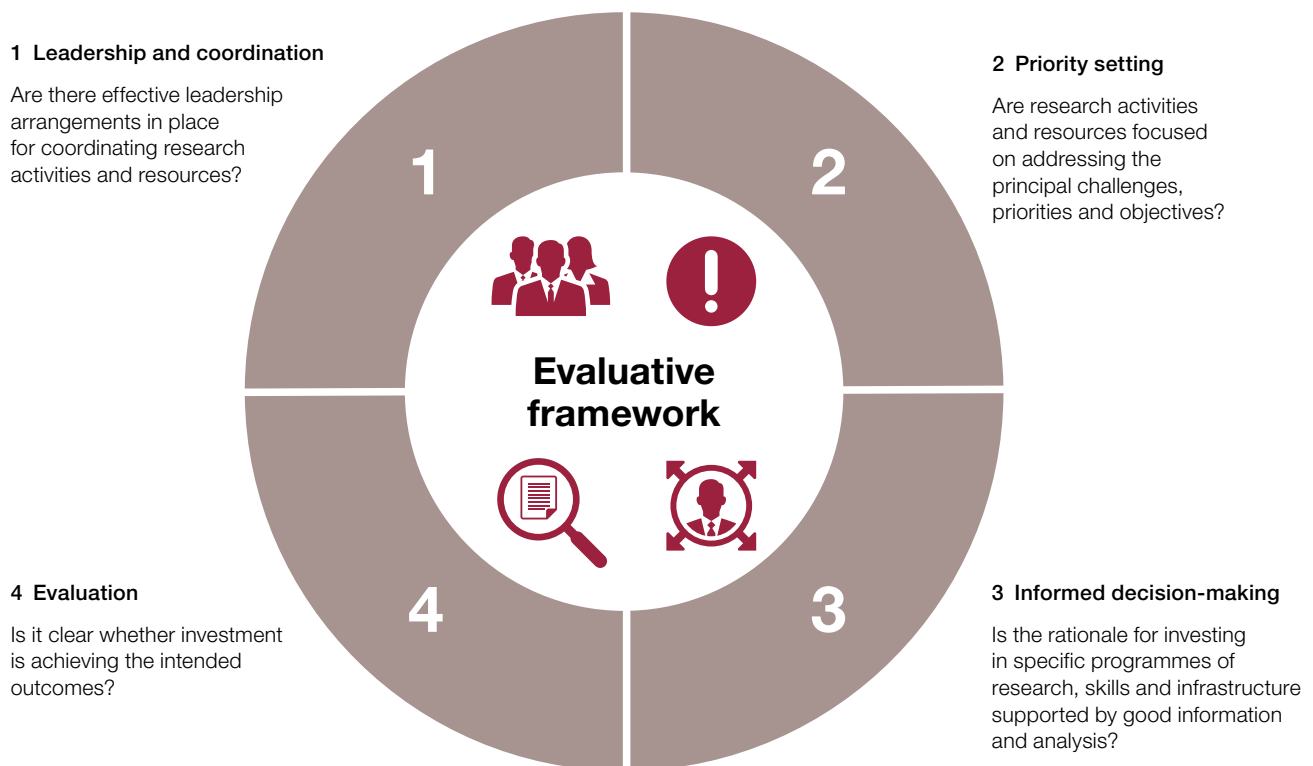 1 Leadership and coordination
Are there effective leadership
arrangements in place
for coordinating research
activities and resources?
1
2
2 Priority setting
Are research activities
and resources focused
on addressing the
principal challenges,
priorities and objectives?
Evaluative
framework
4 Evaluation
Is it clear whether investment
is achieving the intended
outcomes?
4
3
3 Informed decision-making
Is the rationale for investing
in specific programmes of
research, skills and infrastructure
supported by good information
and analysis?